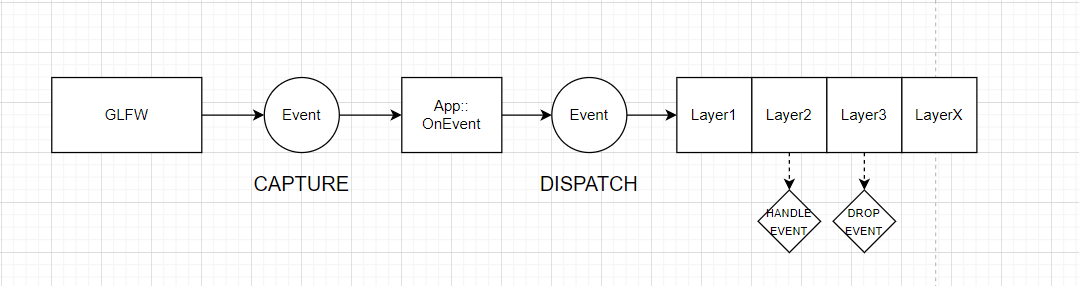 GLFW
Event
App::
OnEvent
Event
Layer1
Layer2
Layer3
LayerX
CAPTURE
DISPATCH
HANDLE
EVENT
DROP
EVENT